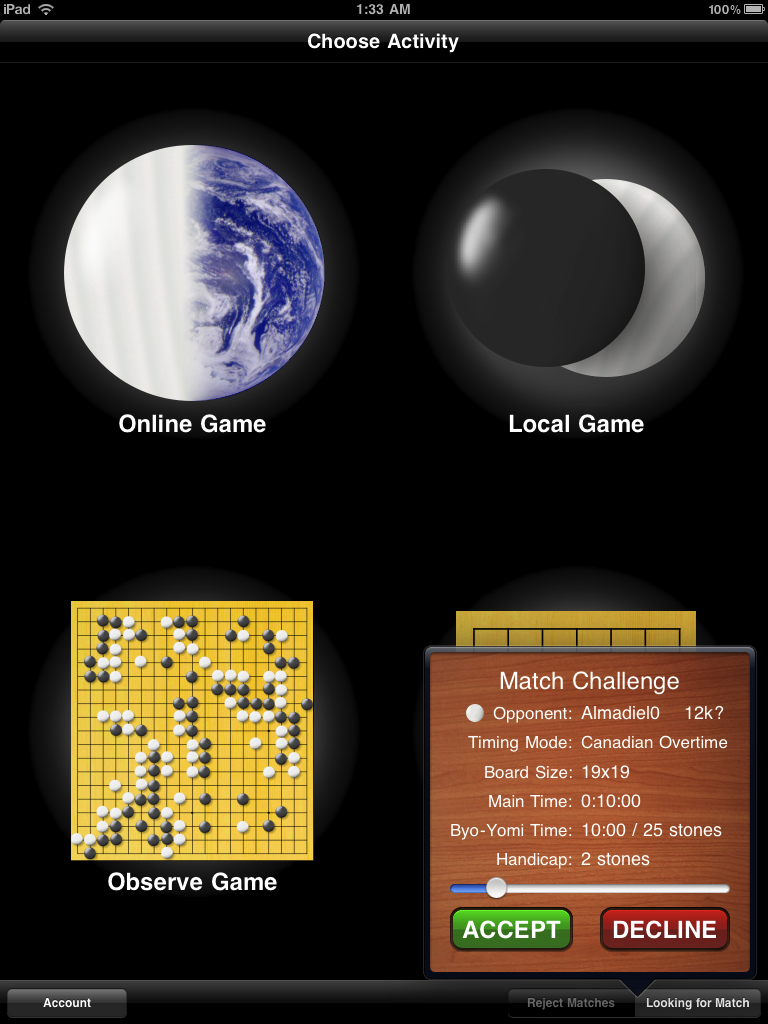 iPad 1:33 AM 100%
Choose Activity
Online Game
Local Game
Observe Game
Match Challenge
Opponent: Almadiel0 12k?
Timing Mode: Canadian Overtime
Board Size: 19x19
Main Time: 0:10:00
Byo-Yomi Time: 10:00 / 25 stones
Handicap: 2 stones
ACCEPT DECLINE
Account Reject Matches Looking for Match